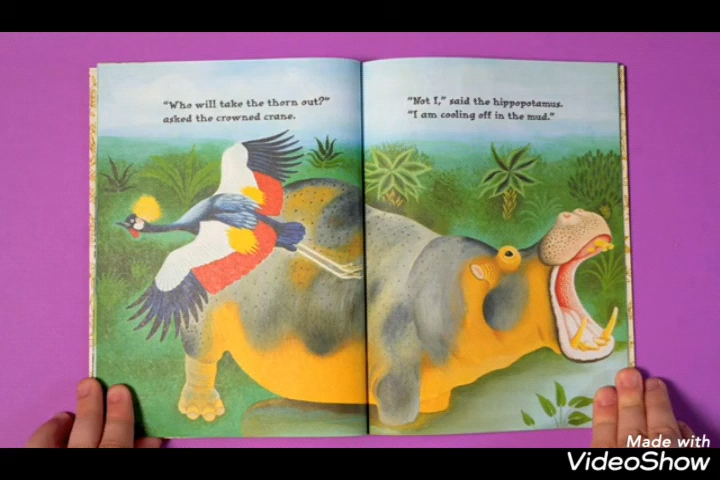 "Who will take the thorn out?"
asked the crowned crane.
"Not I," said the hippopotamus.
"I am cooling off in the mud."
Made with
VideoShow